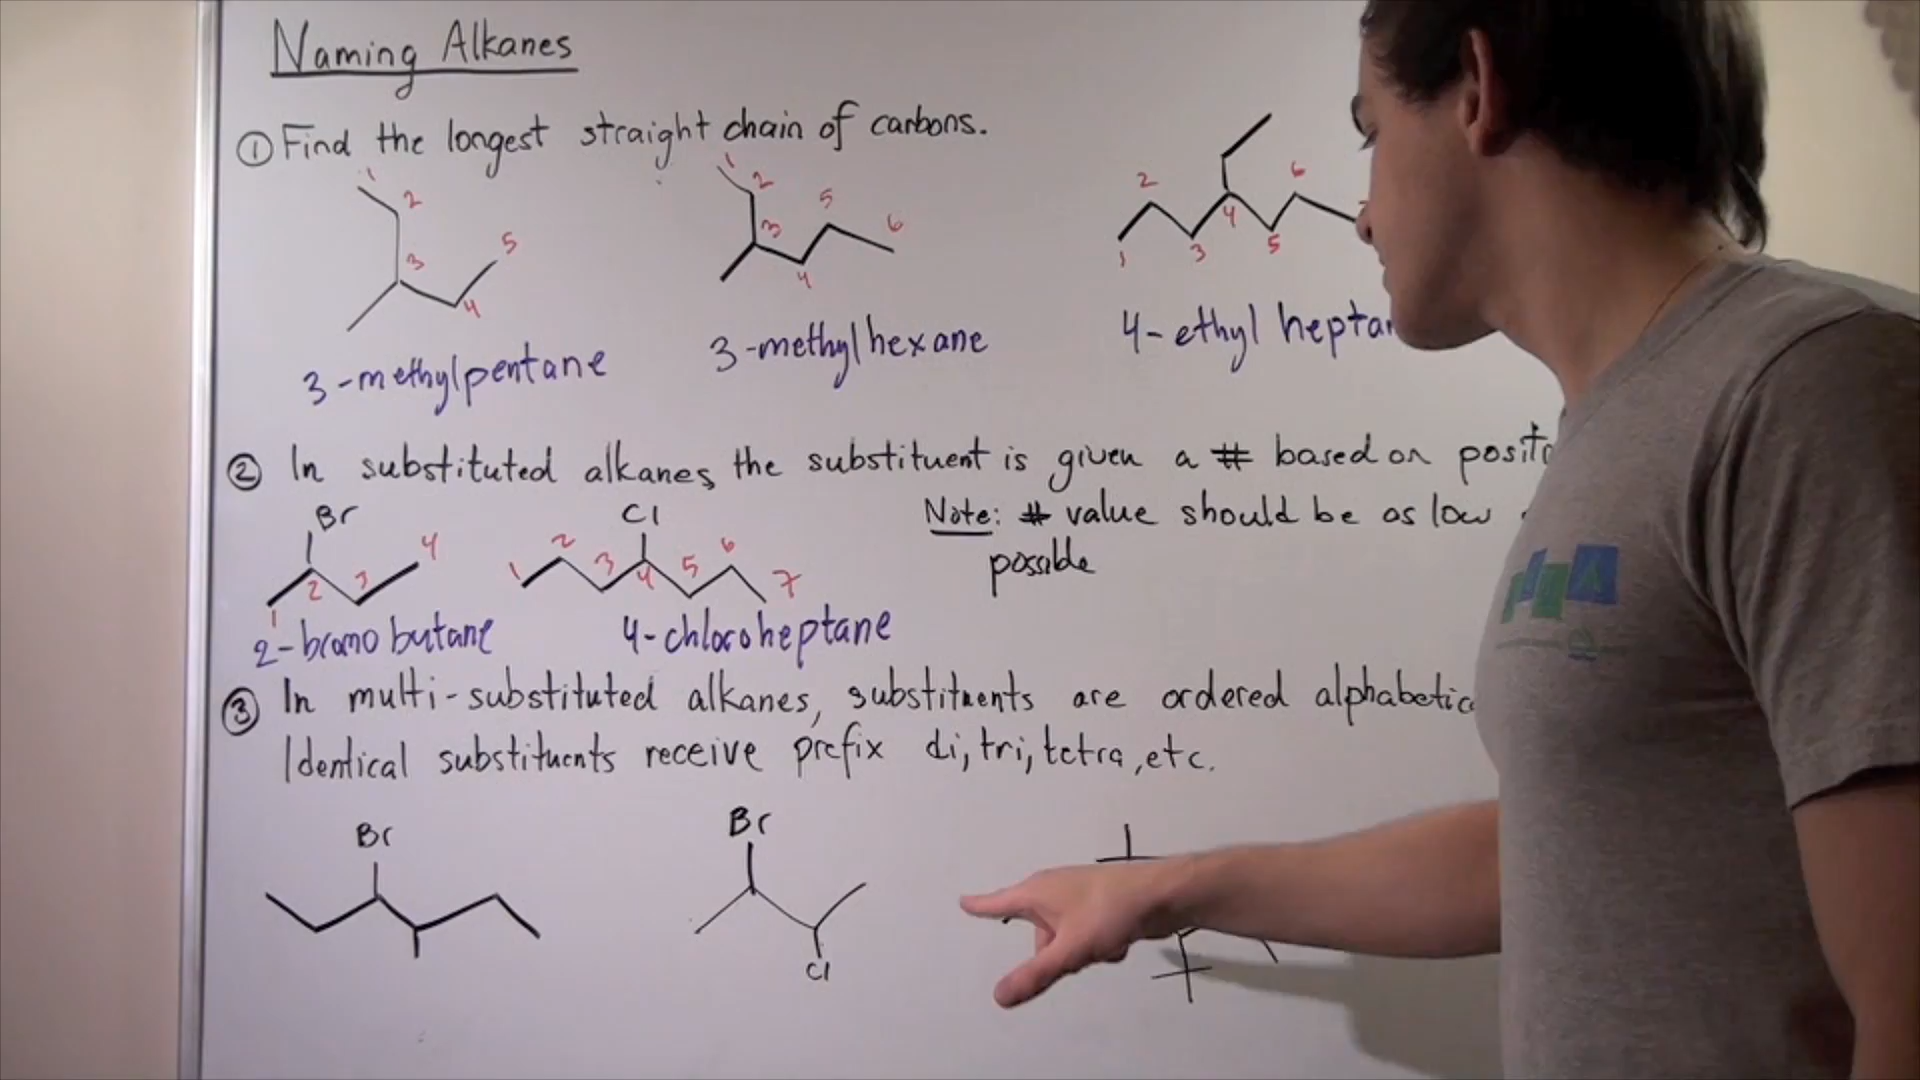 Naming Alkanes
① Find the longest straight chain of carbons.
1 2 3 4 5
1 2 3 4 5 6
1 2 3 4 5 6
3-methylpentane
3-methylhexane
4-ethyl heptan
② In substituted alkanes, the substituent is given a # based on posit
Br
Cl
Note: # value should be as low
possible
1 2 3 4
1 2 3 4 5 6 7
2-bromobutane
4-chloroheptane
③ In multi-substituted alkanes, substituents are ordered alphabetic
Identical substituents receive prefix di, tri, tetra, etc.
Br
Br
Cl